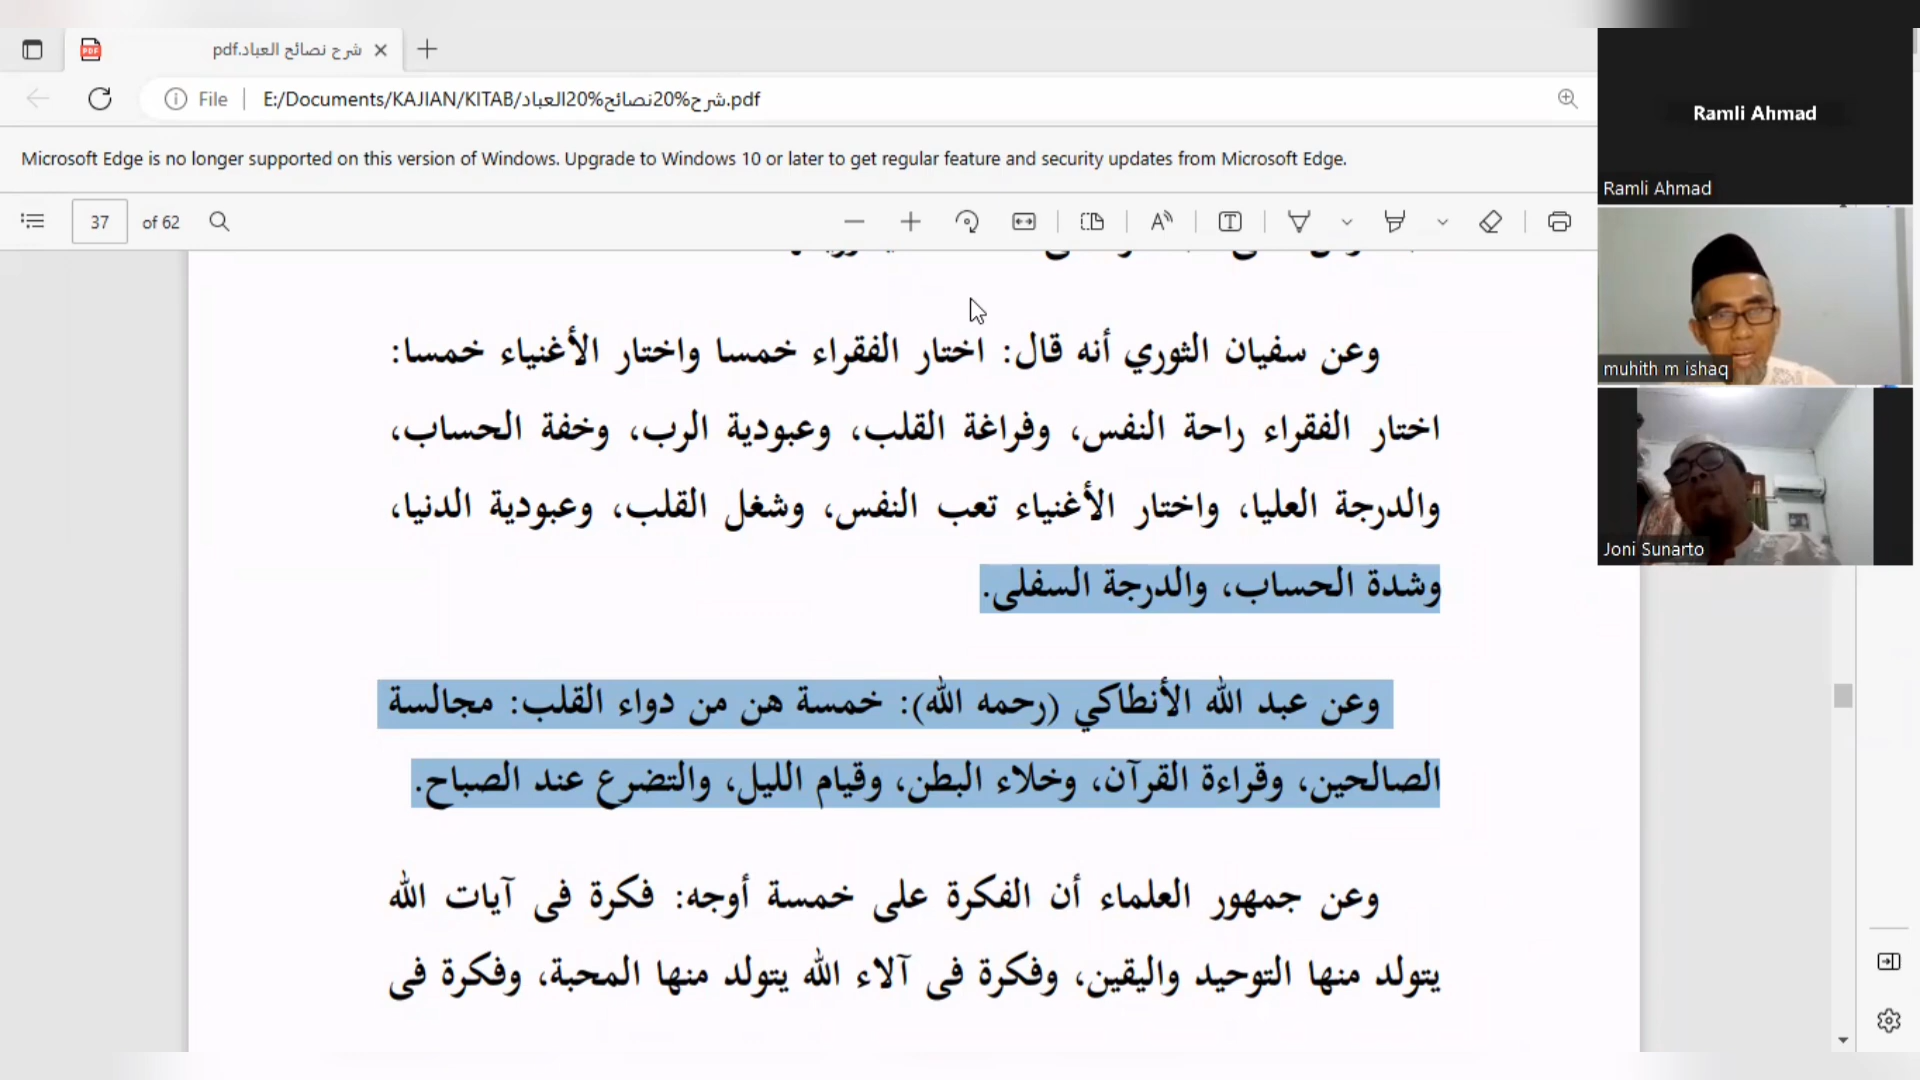 شرح نصائح العباد.pdf
File
E:/Documents/KAJIAN/KITAB/شرح%20نصائح%20العباد.pdf
Microsoft Edge is no longer supported on this version of Windows. Upgrade to Windows 10 or later to get regular feature and security updates from Microsoft Edge.
37 of 62
وعن سفيان الثوري أنه قال: اختار الفقراء خمسا واختار الأغنياء خمسا:
اختار الفقراء راحة النفس، وفراغة القلب، وعبودية الرب، وخفة الحساب،
والدرجة العليا، واختار الأغنياء تعب النفس، وشغل القلب، وعبودية الدنيا،
وشدة الحساب، والدرجة السفلى.
وعن عبد الله الأنطاكي (رحمه الله): خمسة هن من دواء القلب: مجالسة
الصالحين، وقراءة القرآن، وخلاء البطن، وقيام الليل، والتضرع عند الصباح.
وعن جمهور العلماء أن الفكرة على خمسة أوجه: فكرة فى آيات الله
يتولد منها التوحيد واليقين، وفكرة فى آلاء الله يتولد منها المحبة، وفكرة فى
Ramli Ahmad
Ramli Ahmad
muhith m ishaq
Joni Sunarto